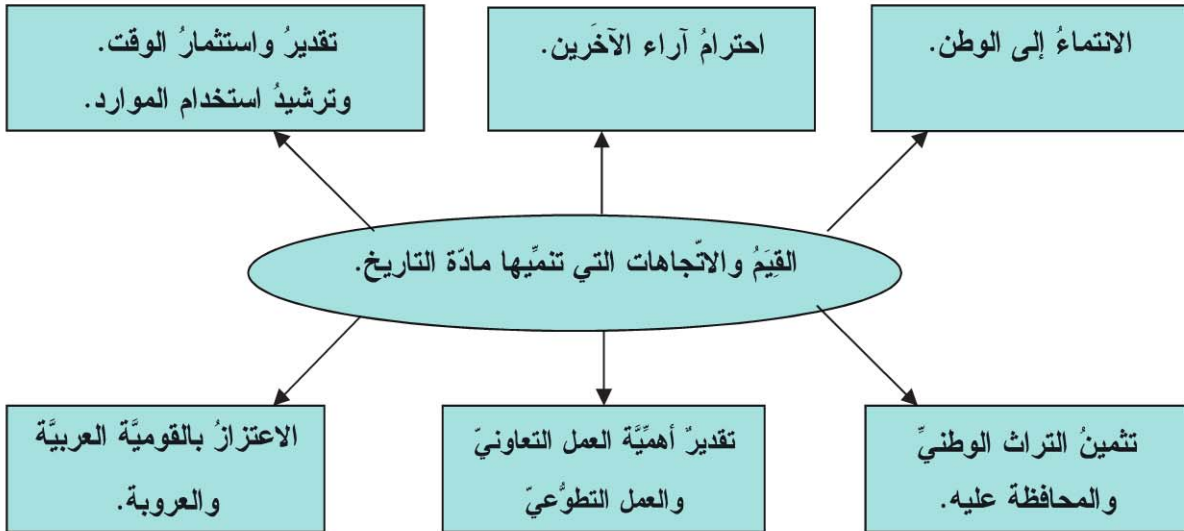 الانتماءُ إلى الوطن.
احترامُ آراء الآخَرين.
تقديرُ واستثمارُ الوقت.
وترشيدُ استخدام الموارد.
القِيَمُ والاتّجاهات التي تنمِّيها مادّة التاريخ.
تثمينُ التراث الوطنيِّ
والمحافظة عليه.
تقديرٌ أهمِّيَّة العمل التعاونيّ
والعمل التطوُّعيّ
الاعتزازُ بالقوميَّة العربيَّة
والعروبة.